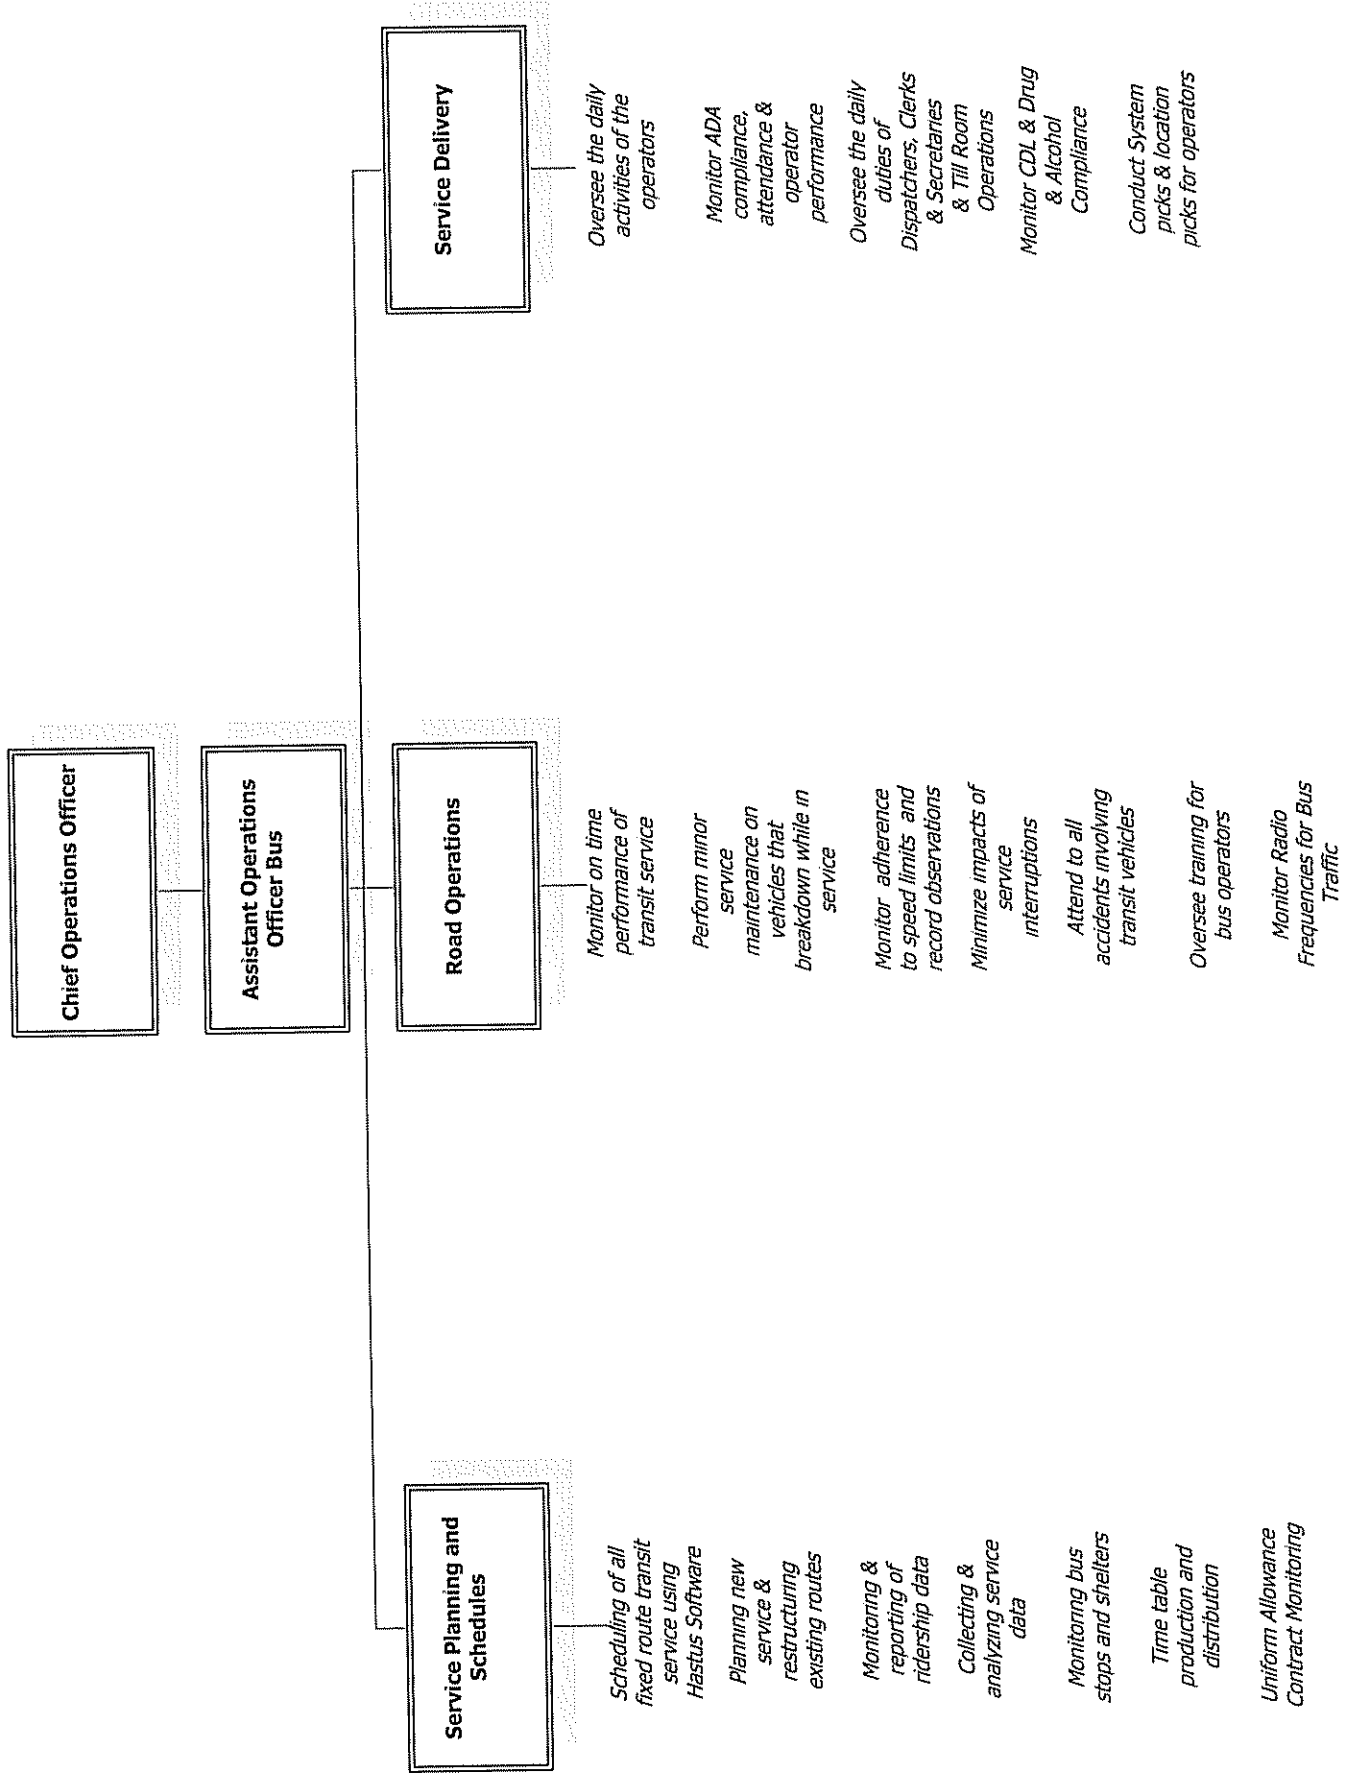 Chief Operations Officer
Assistant Operations
Officer Bus
Service Planning and
Schedules
Scheduling of all
fixed route transit
service using
Hastus Software
Planning new
service &
restructuring
existing routes
Monitoring &
reporting of
ridership data
Collecting &
analyzing service
data
Monitoring bus
stops and shelters
Time table
production and
distribution
Uniform Allowance
Contract Monitoring
Road Operations
Monitor on time
performance of
transit service
Perform minor
service
maintenance on
vehicles that
breakdown while in
service
Monitor adherence
to speed limits and
record observations
Minimize impacts of
service
interruptions
Attend to all
accidents involving
transit vehicles
Oversee training for
bus operators
Monitor Radio
Frequencies for Bus
Traffic
Service Delivery
Oversee the daily
activities of the
operators
Monitor ADA
compliance,
attendance &
operator
performance
Oversee the daily
duties of
Dispatchers, Clerks
& Secretaries
& Till Room
Operations
Monitor CDL & Drug
& Alcohol
Compliance
Conduct System
picks & location
picks for operators